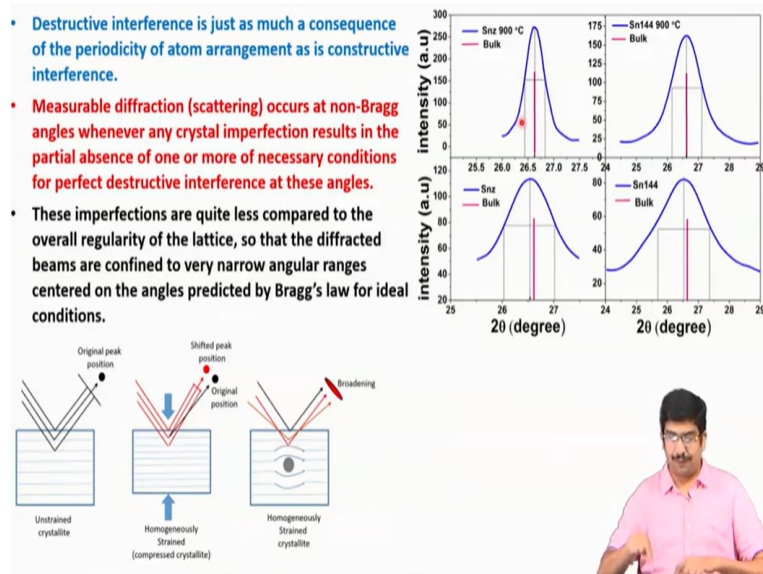 • Destructive interference is just as much a consequence
of the periodicity of atom arrangement as is constructive
interference.
• Measurable diffraction (scattering) occurs at non-Bragg
angles whenever any crystal imperfection results in the
partial absence of one or more of necessary conditions
for perfect destructive interference at these angles.
• These imperfections are quite less compared to the
overall regularity of the lattice, so that the diffracted
beams are confined to very narrow angular ranges
centered on the angles predicted by Bragg's law for ideal
conditions.
intensity (a.u)
300
250
200
150
100
50
0
Snz 900 °C
Bulk
25.5 26.0 26.5 27.0 27.5
175
150
125
100
75
50
25
0
Sn144 900 °C
Bulk
24 25 26 27 28 29
intensity (a.u)
120
100
80
60
40
20
Snz
Bulk
25 26 27
2θ (degree)
80
60
40
20
Sn144
Bulk
24 25 26 27 28 29
2θ (degree)
Original peak
position
Unstrained
crystallite
Shifted peak
position
Original
position
Homogeneously
Strained
(compressed crystallite)
Broadening
Homogeneously
Strained
crystallite